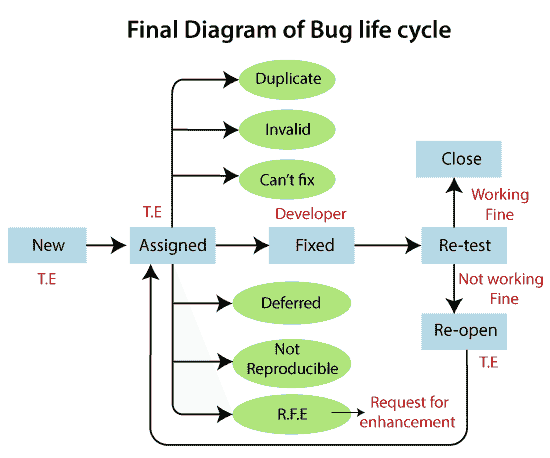 Final Diagram of Bug life cycle
Duplicate
Invalid
Can't fix
Close
Working
Fine
T.E
Developer
New
Assigned
Fixed
Re-test
T.E
Not working
Fine
Deferred
Re-open
T.E
Not
Reproducible
R.F.E
Request for
enhancement